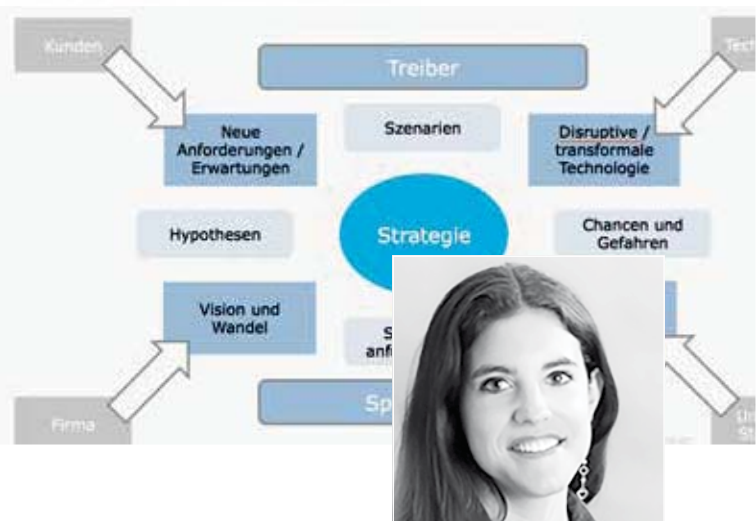 Kunden
Treiber
Neue
Anforderungen /
Erwartungen
Szenarien
Disruptive /
transformale
Technologie
Hypothesen
Strategie
Chancen und
Gefahren
Vision und
Wandel
Firma